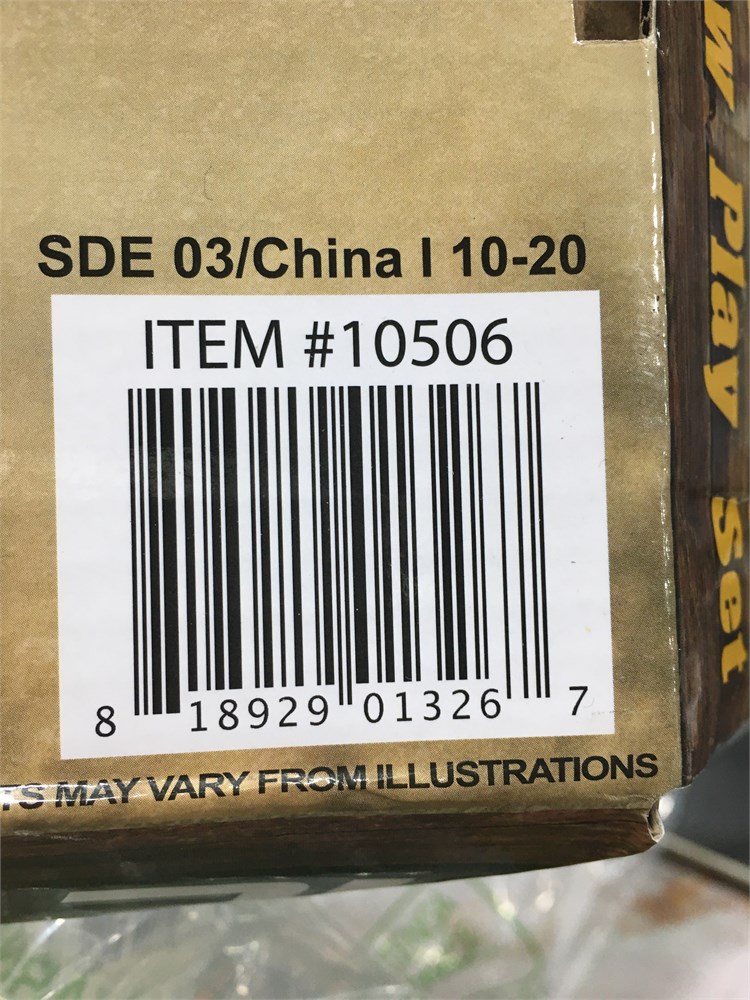 SDE 03/China I 10-20
ITEM #10506
8 18929 01326 7
MAY VARY FROM ILLUSTRATIONS
Play Set